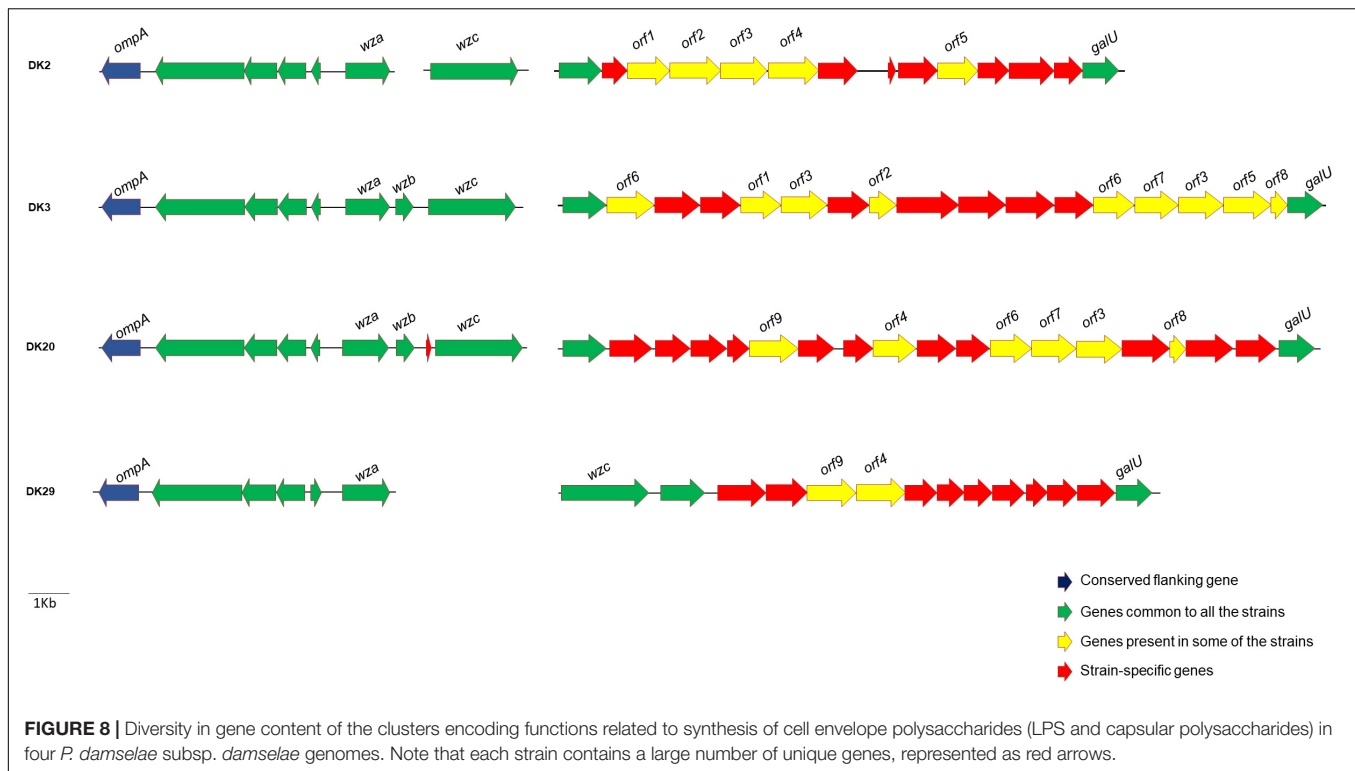 ompA wza wzc orf1 orf2 orf3 orf4 orf5 galU
DK2
ompA wza wzb wzc orf6 orf1 orf3 orf2 orf6 orf7 orf3 orf5 orf8 galU
DK3
ompA wza wzb wzc orf9 orf4 orf6 orf7 orf3 orf8 galU
DK20
ompA wza wzc orf9 orf4 galU
DK29
1Kb
Conserved flanking gene
Genes common to all the strains
Genes present in some of the strains
Strain-specific genes
FIGURE 8 | Diversity in gene content of the clusters encoding functions related to synthesis of cell envelope polysaccharides (LPS and capsular polysaccharides) in
four P. damselae subsp. damselae genomes. Note that each strain contains a large number of unique genes, represented as red arrows.